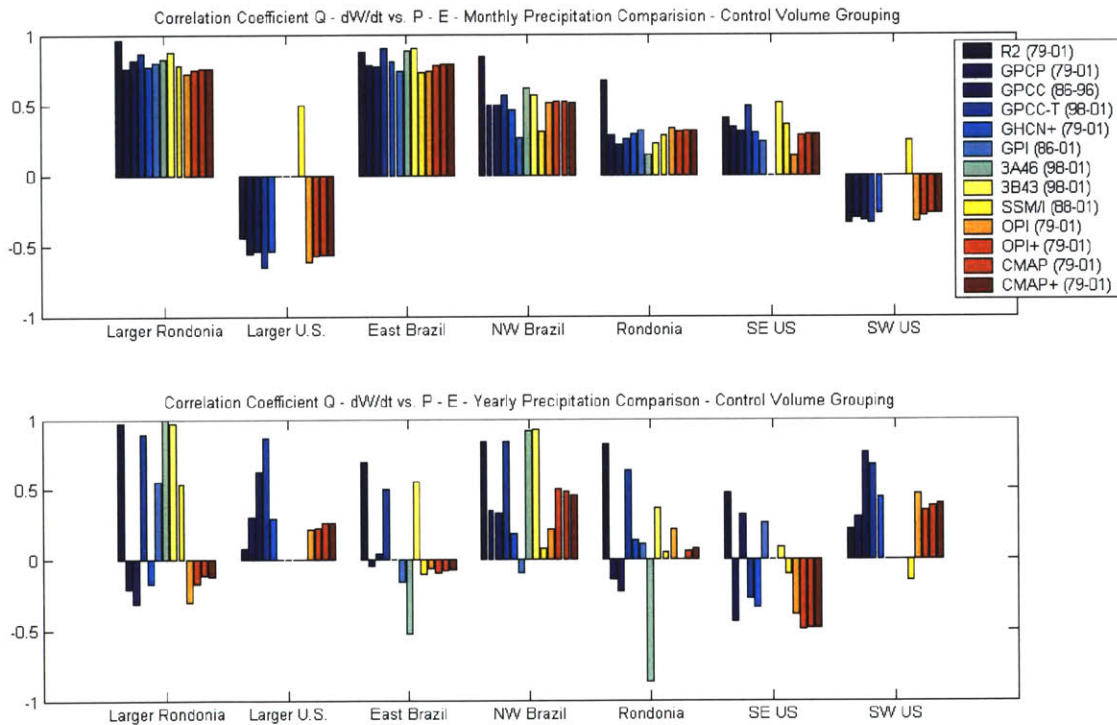 Correlation Coefficient Q - dW/dt vs. P - E - Monthly Precipitation Comparision - Control Volume Grouping
1
0.5
0
-0.5
-1
R2 (79-01)
GPCP (79-01)
GPCC (86-96)
GPCC-T (98-01)
GHCN+ (79-01)
GPI (86-01)
3A46 (98-01)
3B43 (98-01)
SSM/I (88-01)
OPI (79-01)
OPI+ (79-01)
CMAP (79-01)
CMAP+ (79-01)
Larger Rondonia Larger U.S. East Brazil NW Brazil Rondonia SE US SW US
Correlation Coefficient Q - dW/dt vs. P - E - Yearly Precipitation Comparison - Control Volume Grouping
1
0.5
0
-0.5
-1
Larger Rondonia Larger U.S. East Brazil NW Brazil Rondonia SE US SW US